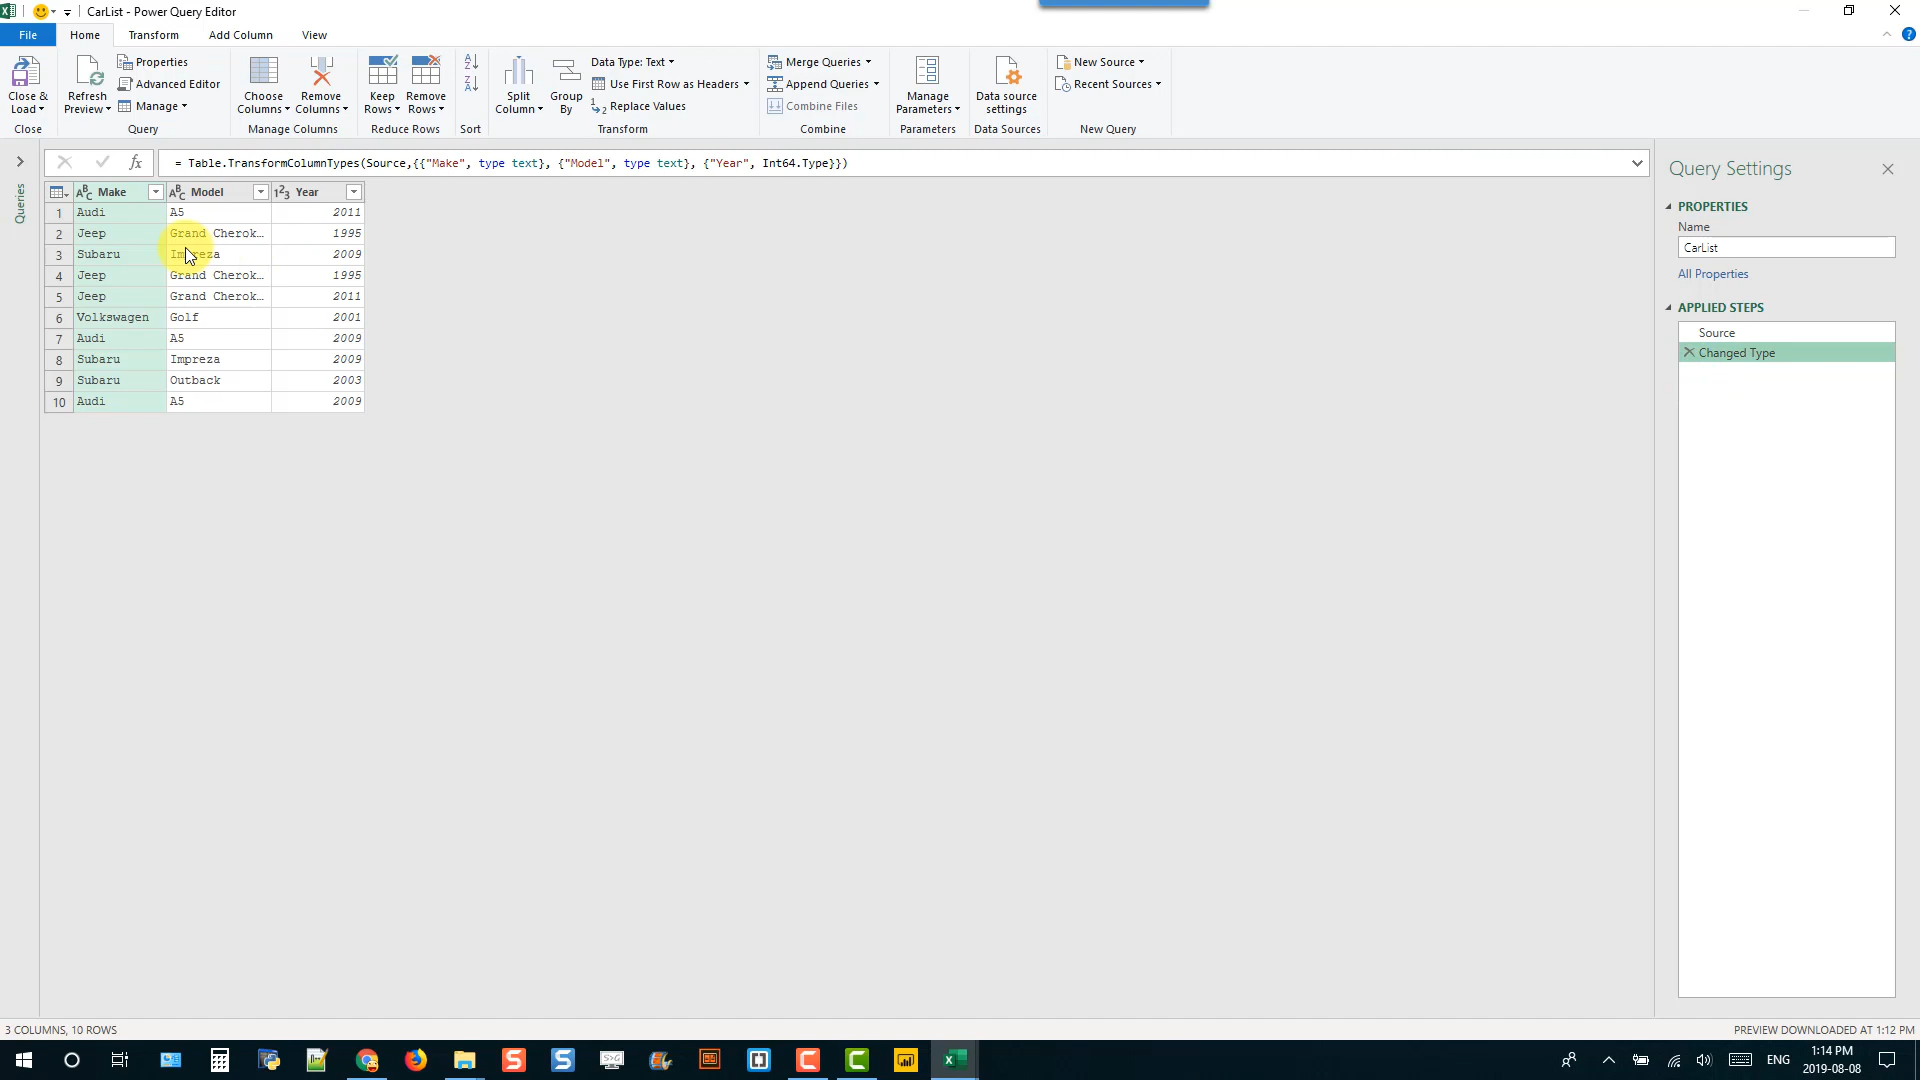 CarList - Power Query Editor
File Home Transform Add Column View
Close & Load
Refresh Preview
Properties
Advanced Editor
Manage
Choose Columns
Remove Columns
Keep Rows
Remove Rows
Split Column
Group By
Data Type: Text
Use First Row as Headers
Replace Values
Merge Queries
Append Queries
Combine Files
Manage Parameters
Data source settings
New Source
Recent Sources
Close Query Manage Columns Reduce Rows Sort Transform Combine Parameters Data Sources New Query
fx = Table.TransformColumnTypes(Source,{{"Make", type text}, {"Model", type text}, {"Year", Int64.Type}})
Queries
ABC Make ABC Model 123 Year
1 Audi A5 2011
2 Jeep Grand Cherok... 1995
3 Subaru Impreza 2009
4 Jeep Grand Cherok... 1995
5 Jeep Grand Cherok... 2011
6 Volkswagen Golf 2001
7 Audi A5 2009
8 Subaru Impreza 2009
9 Subaru Outback 2003
10 Audi A5 2009
Query Settings
PROPERTIES
Name
CarList
All Properties
APPLIED STEPS
Source
Changed Type
3 COLUMNS, 10 ROWS
PREVIEW DOWNLOADED AT 1:12 PM
ENG
1:14 PM
2019-08-08